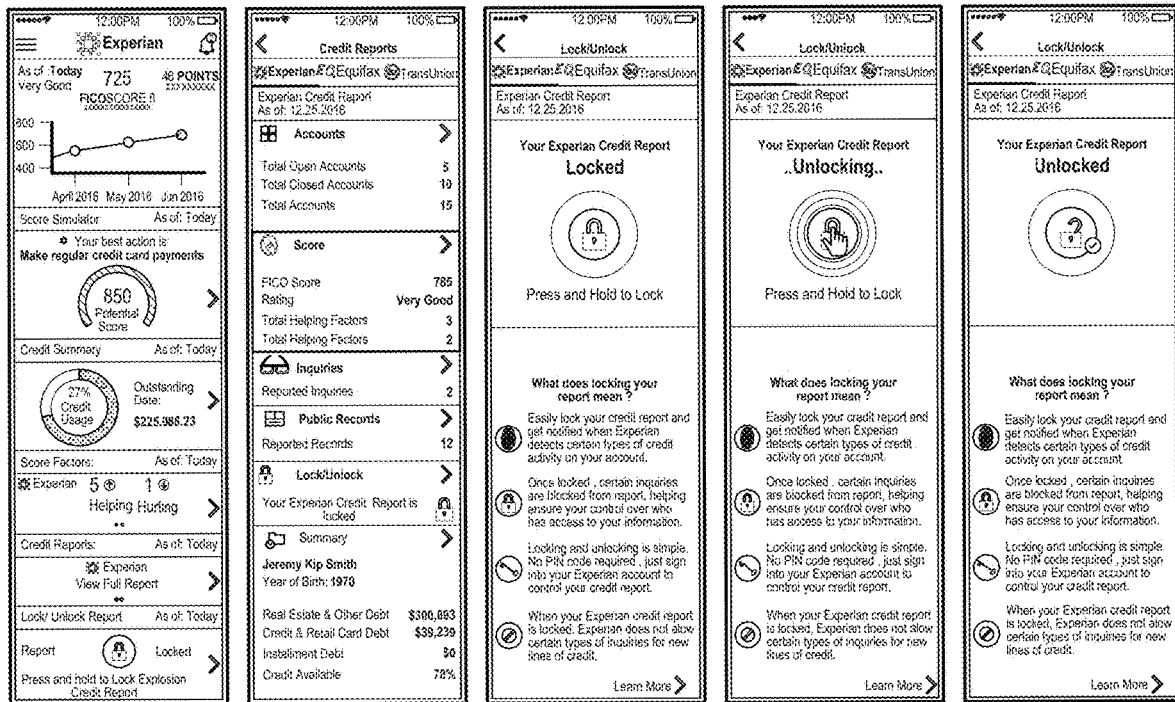 12:00PM 100%
Experian
As of: Today
Very Good
725
46 POINTS
FICOSCORE 8
800
600
400
April 2016 May 2016 Jun 2016
Score Simulator As of: Today
Your best action is:
Make regular credit card payments
850
Potential
Score
Credit Summary As of: Today
27%
Credit
Usage
Outstanding
Date:
$225,985.23
Score Factors: As of: Today
Experian 5 1
Helping Hurting
Credit Reports: As of: Today
Experian
View Full Report
Lock/ Unlock Report As of: Today
Report Locked
Press and hold to Lock Explosion
Credit Report
12:00PM 100%
Credit Reports
Experian Equifax TransUnion
Experian Credit Report
As of: 12.25.2016
Accounts
Total Open Accounts 5
Total Closed Accounts 10
Total Accounts 15
Score
FICO Score 785
Rating Very Good
Total Helping Factors 3
Total Helping Factors 2
Inquiries
Reported Inquiries 2
Public Records
Reported Records 12
Lock/Unlock
Your Experian Credit Report is
locked
Summary
Jeremy Kip Smith
Year of Birth: 1978
Real Estate & Other Debt $300,693
Credit & Retail Card Debt $39,239
Installment Debt $0
Credit Available 78%
12:00PM 100%
Lock/Unlock
Experian Equifax TransUnion
Experian Credit Report
As of: 12.25.2016
Your Experian Credit Report
Locked
Press and Hold to Lock
What does locking your
report mean ?
Easily lock your credit report and
get notified when Experian
detects certain types of credit
activity on your account.
Once locked , certain inquiries
are blocked from report, helping
ensure your control over who
has access to your information.
Locking and unlocking is simple.
No PIN code required , just sign
into your Experian account to
control your credit report.
When your Experian credit report
is locked, Experian does not alow
certain types of inquiries for new
lines of credit.
Learn More
12:00PM 100%
Lock/Unlock
Experian Equifax TransUnion
Experian Credit Report
As of: 12.25.2016
Your Experian Credit Report
..Unlocking..
Press and Hold to Lock
What does locking your
report mean ?
Easily lock your credit report and
get notified when Experian
detects certain types of credit
activity on your account.
Once locked , certain inquiries
are blocked from report, helping
ensure your control over who
has access to your information.
Locking and unlocking is simple.
No PIN code required , just sign
into your Experian account to
control your credit report.
When your Experian credit report
is locked, Experian does not alow
certain types of inquiries for new
lines of credit.
Learn More
12:00PM 100%
Lock/Unlock
Experian Equifax TransUnion
Experian Credit Report
As of: 12.25.2016
Your Experian Credit Report
Unlocked
What does locking your
report mean ?
Easily lock your credit report and
get notified when Experian
detects certain types of credit
activity on your account.
Once locked , certain inquiries
are blocked from report, helping
ensure your control over who
has access to your information.
Locking and unlocking is simple.
No PIN code required , just sign
into your Experian account to
control your credit report.
When your Experian credit report
is locked, Experian does not alow
certain types of inquiries for new
lines of credit.
Learn More